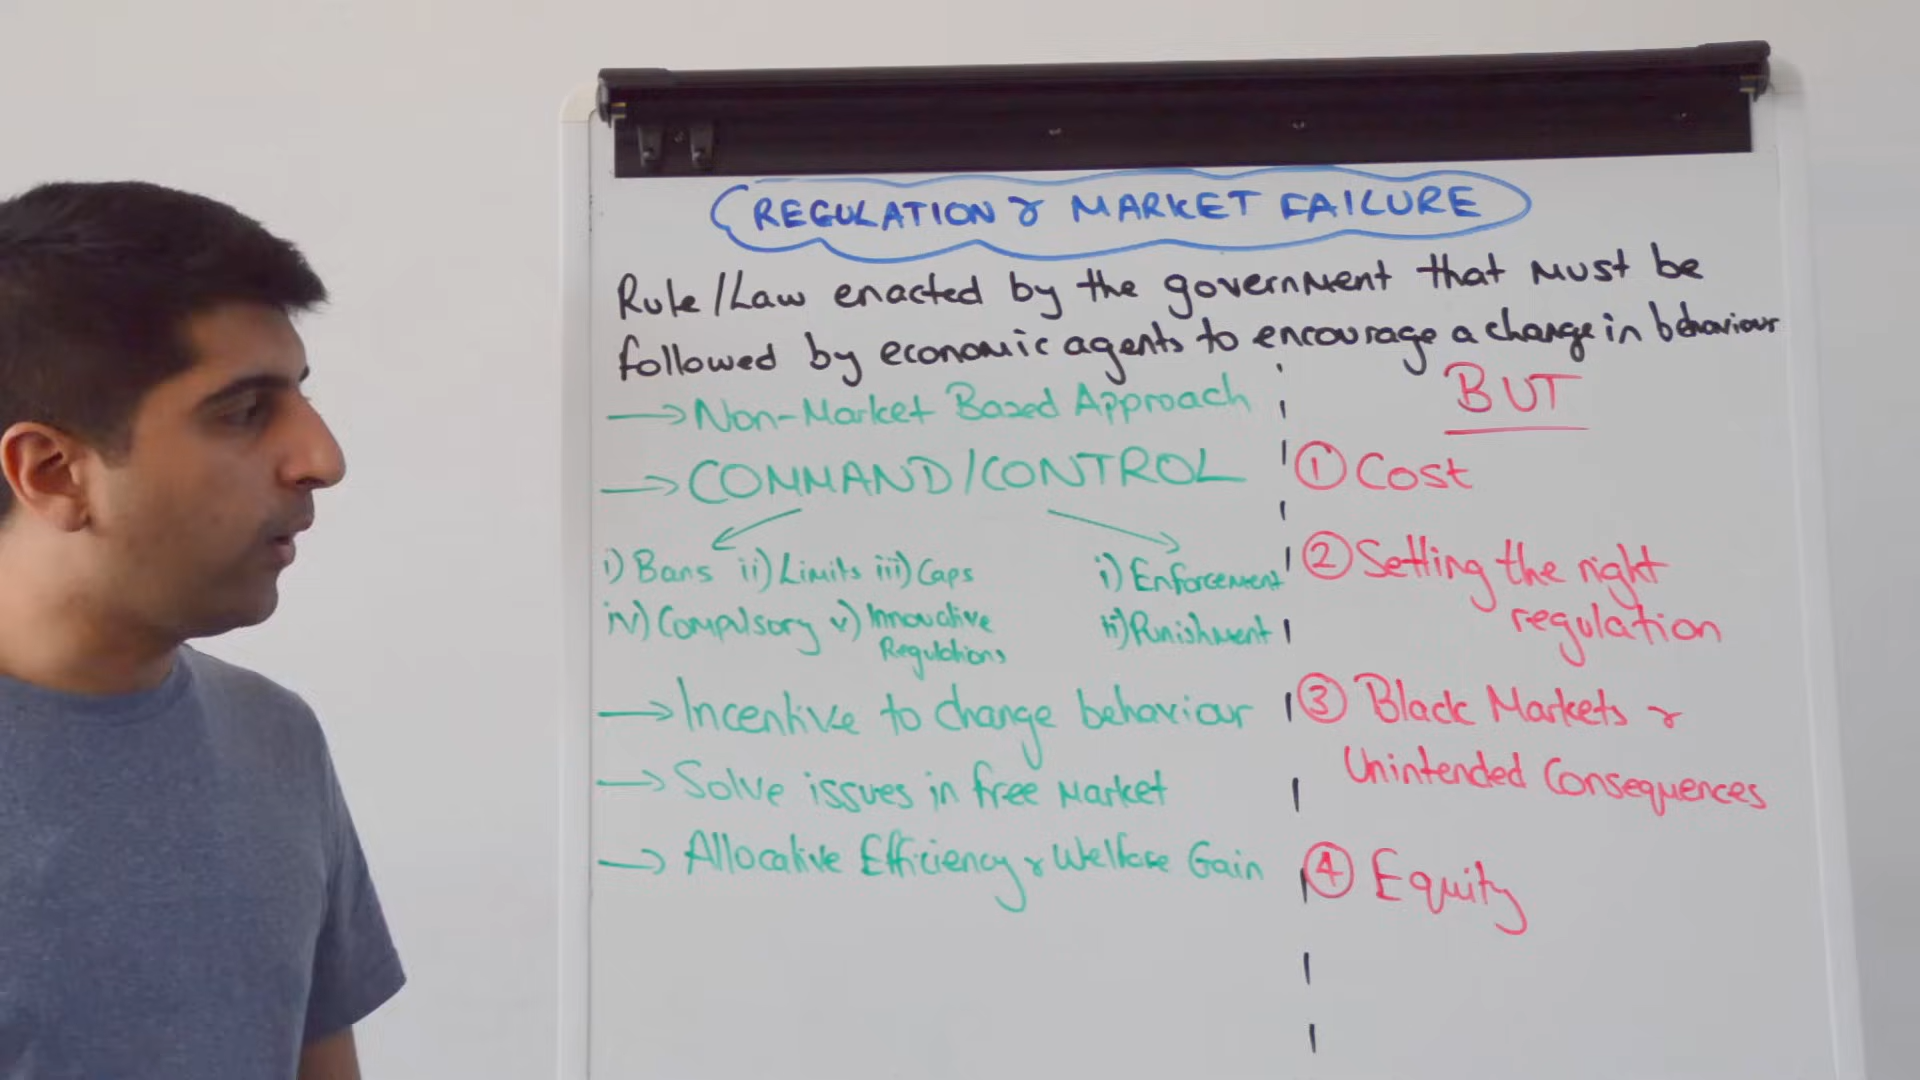 REGULATION & MARKET FAILURE
Rule/Law enacted by the government that must be
followed by economic agents to encourage a change in behaviour
→ Non-Market Based Approach
→ COMMAND/CONTROL
i) Bans ii) Limits iii) Caps
iv) Compulsory v) Innovative
Regulations
i) Enforcement
ii) Punishment
→ Incentive to change behaviour
→ Solve issues in free market
→ Allocative Efficiency & Welfare Gain
BUT
① Cost
② Setting the right
regulation
③ Black Markets &
Unintended Consequences
④ Equity